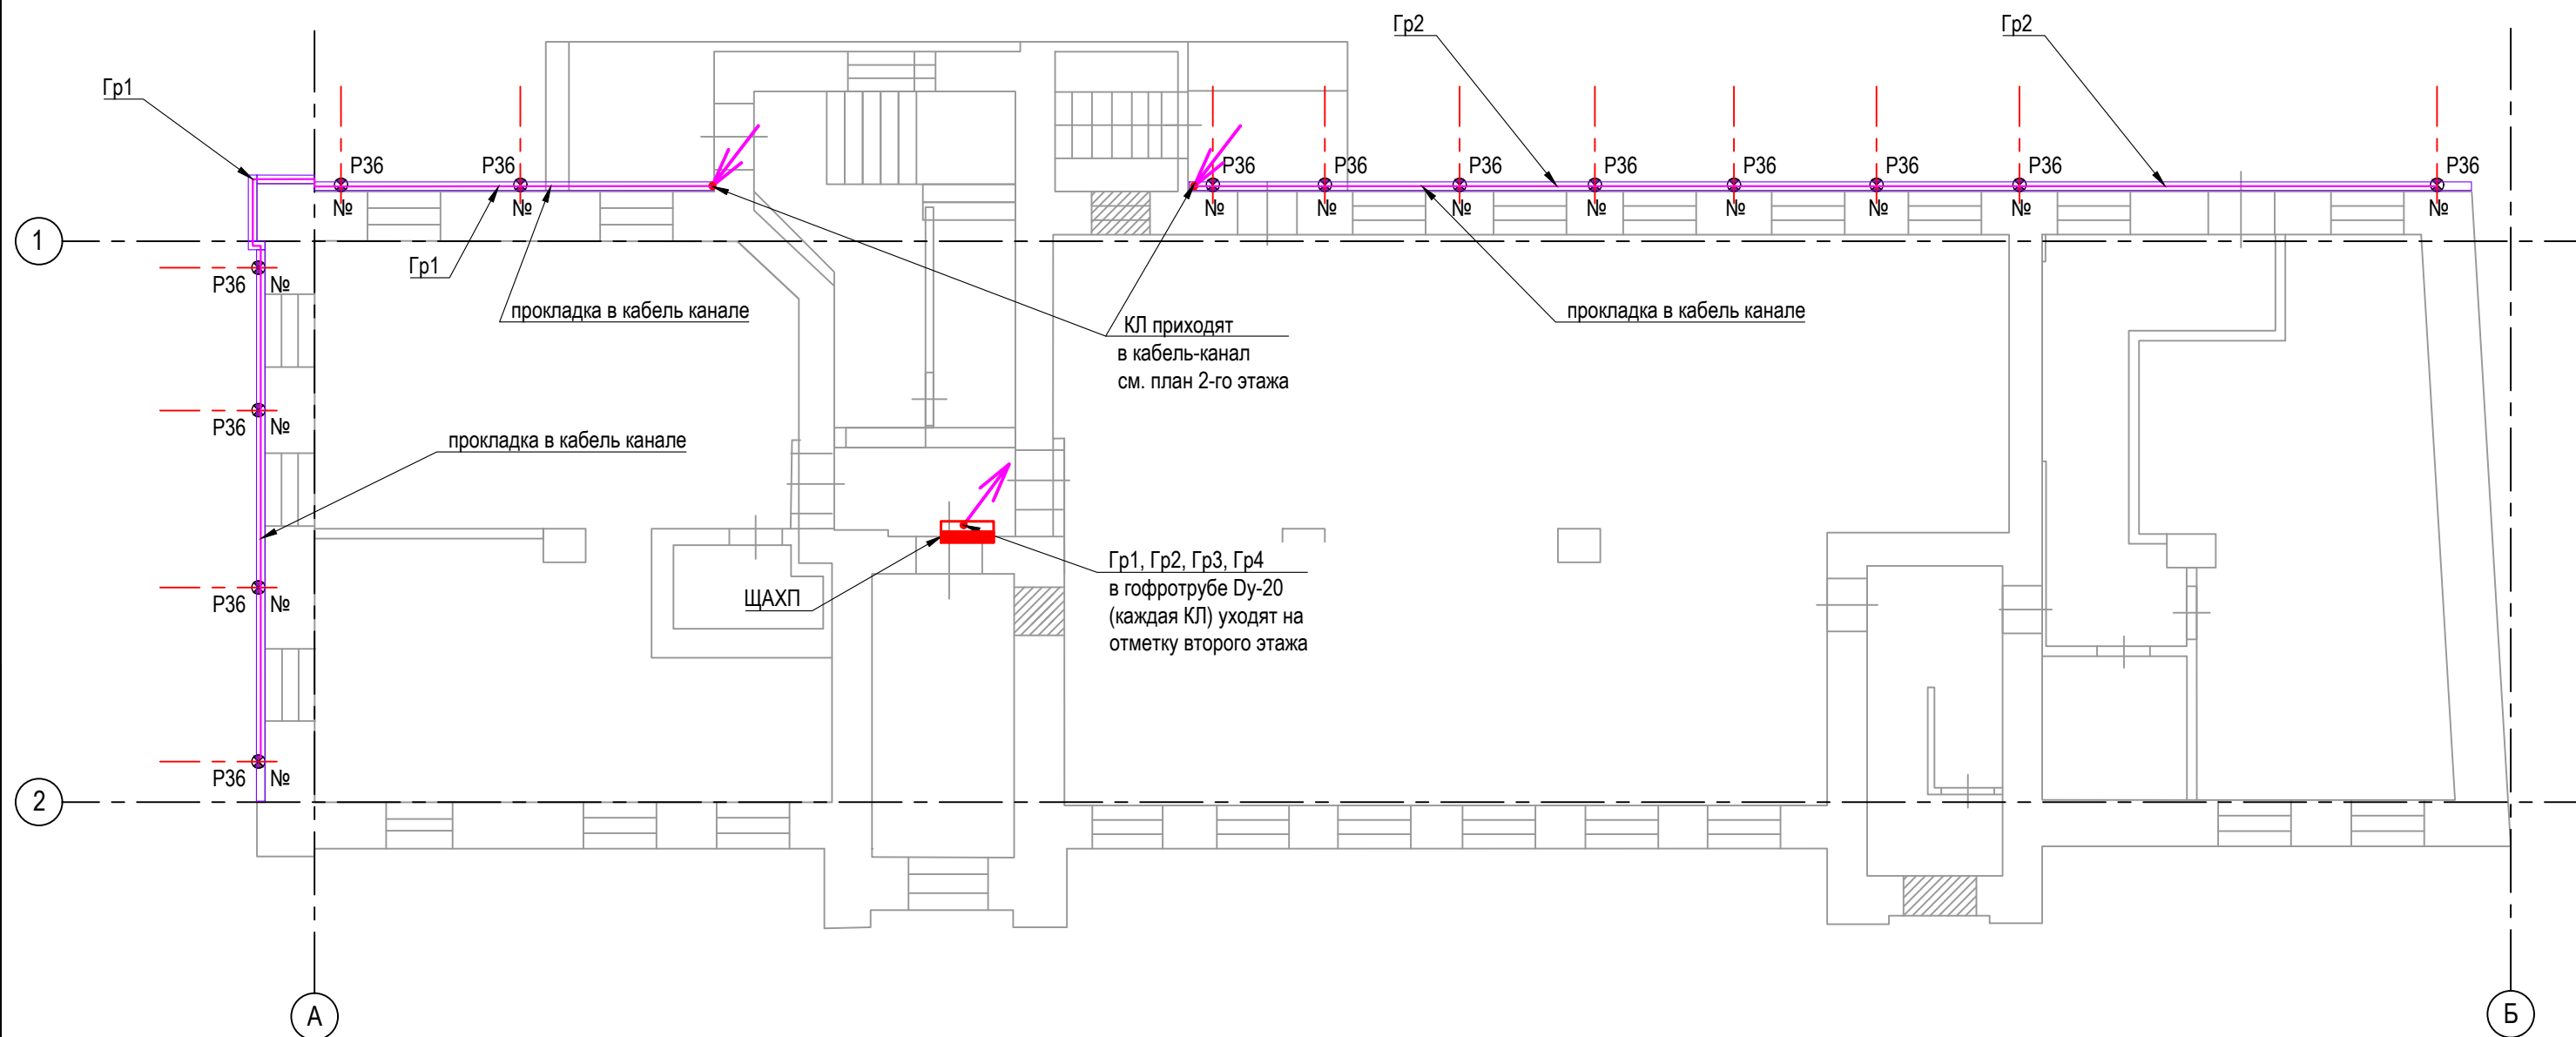 Гр2
Гр2
Гр1
Р36
Р36
Р36
Р36
Р36
Р36
Р36
Р36
Р36
Р36
№
№
№
№
№
№
№
№
№
№
1
Гр1
Р36
№
прокладка в кабель канале
прокладка в кабель канале
КЛ приходят
в кабель-канал
см. план 2-го этажа
Р36
№
прокладка в кабель канале
Гр1, Гр2, Гр3, Гр4
в гофротрубе Dy-20
(каждая КЛ) уходят на
отметку второго этажа
ЩАХП
Р36
№
Р36
№
2
А
Б